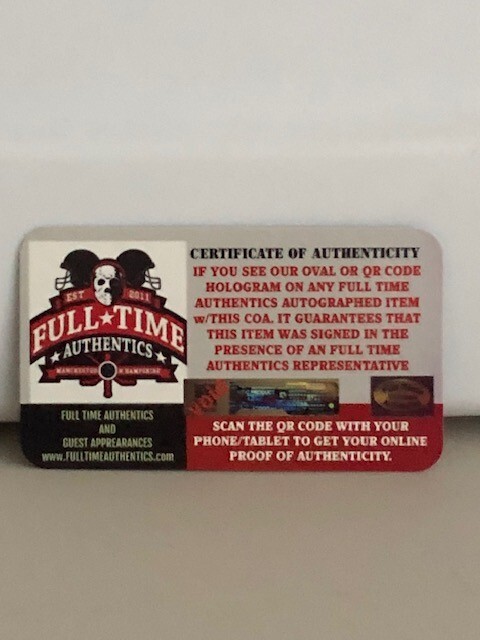 EST 2011
FULL★TIME
★AUTHENTICS★
MANCHESTER N HAMPSHIRE
FULL TIME AUTHENTICS
AND
GUEST APPREARANCES
www.FULLTIMEAUTHENTICS.com
CERTIFICATE OF AUTHENTICITY
IF YOU SEE OUR OVAL OR QR CODE
HOLOGRAM ON ANY FULL TIME
AUTHENTICS AUTOGRAPHED ITEM
w/THIS COA. IT GUARANTEES THAT
THIS ITEM WAS SIGNED IN THE
PRESENCE OF AN FULL TIME
AUTHENTICS REPRESENTATIVE
SCAN THE QR CODE WITH YOUR
PHONE/TABLET TO GET YOUR ONLINE
PROOF OF AUTHENTICITY.